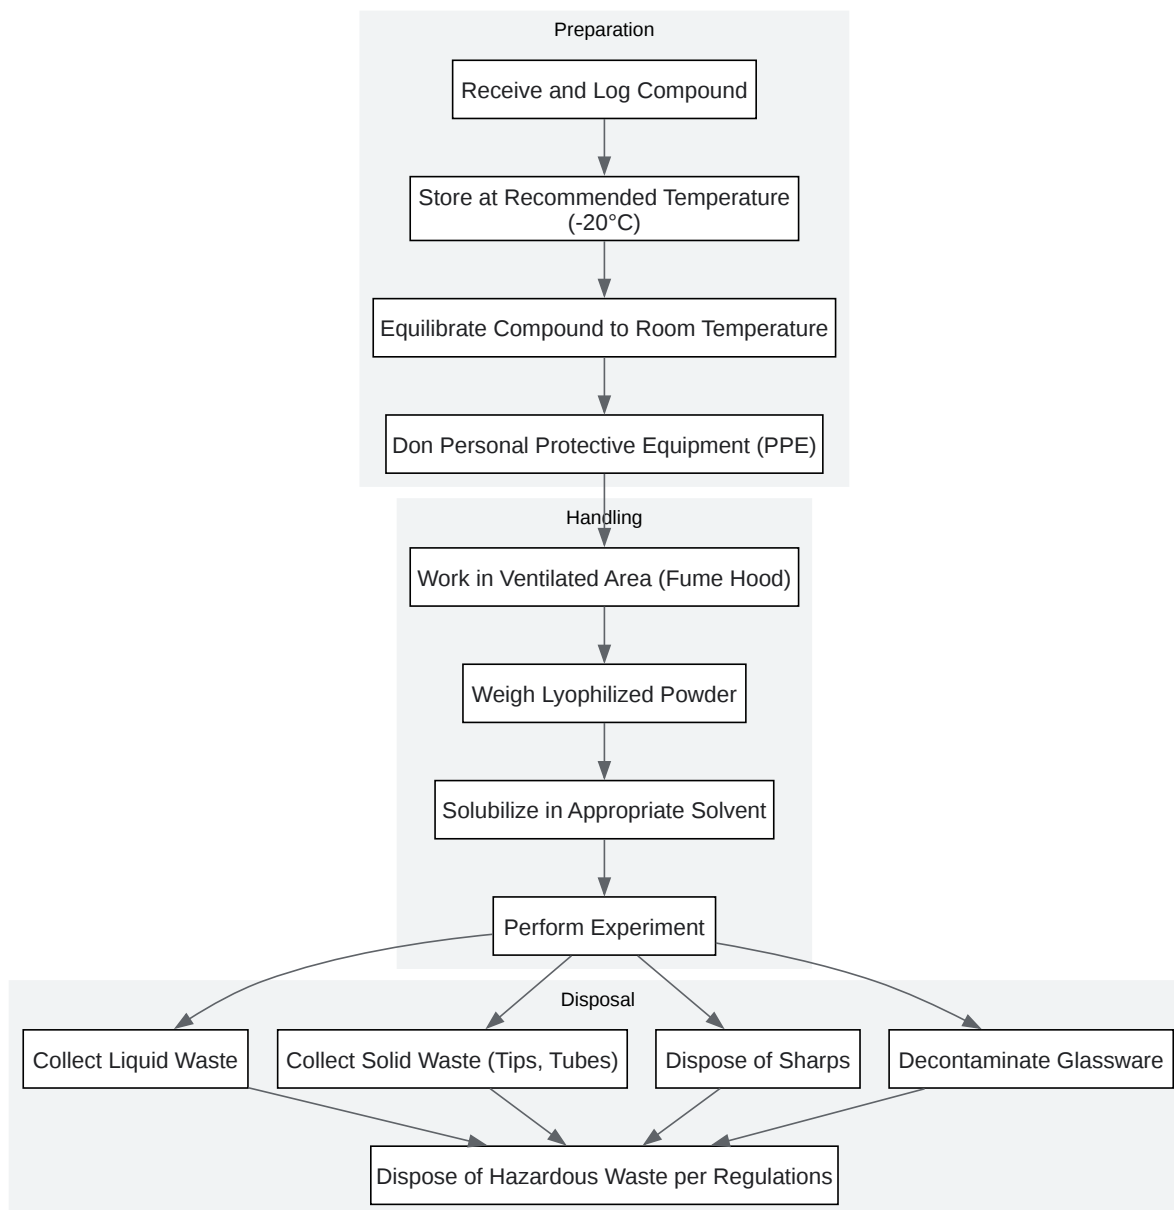 Preparation
Receive and Log Compound
Store at Recommended Temperature
(-20°C)
Equilibrate Compound to Room Temperature
Don Personal Protective Equipment (PPE)
Handling
Work in Ventilated Area (Fume Hood)
Weigh Lyophilized Powder
Solubilize in Appropriate Solvent
Perform Experiment
Disposal
Collect Liquid Waste
Collect Solid Waste (Tips, Tubes)
Dispose of Sharps
Decontaminate Glassware
Dispose of Hazardous Waste per Regulations